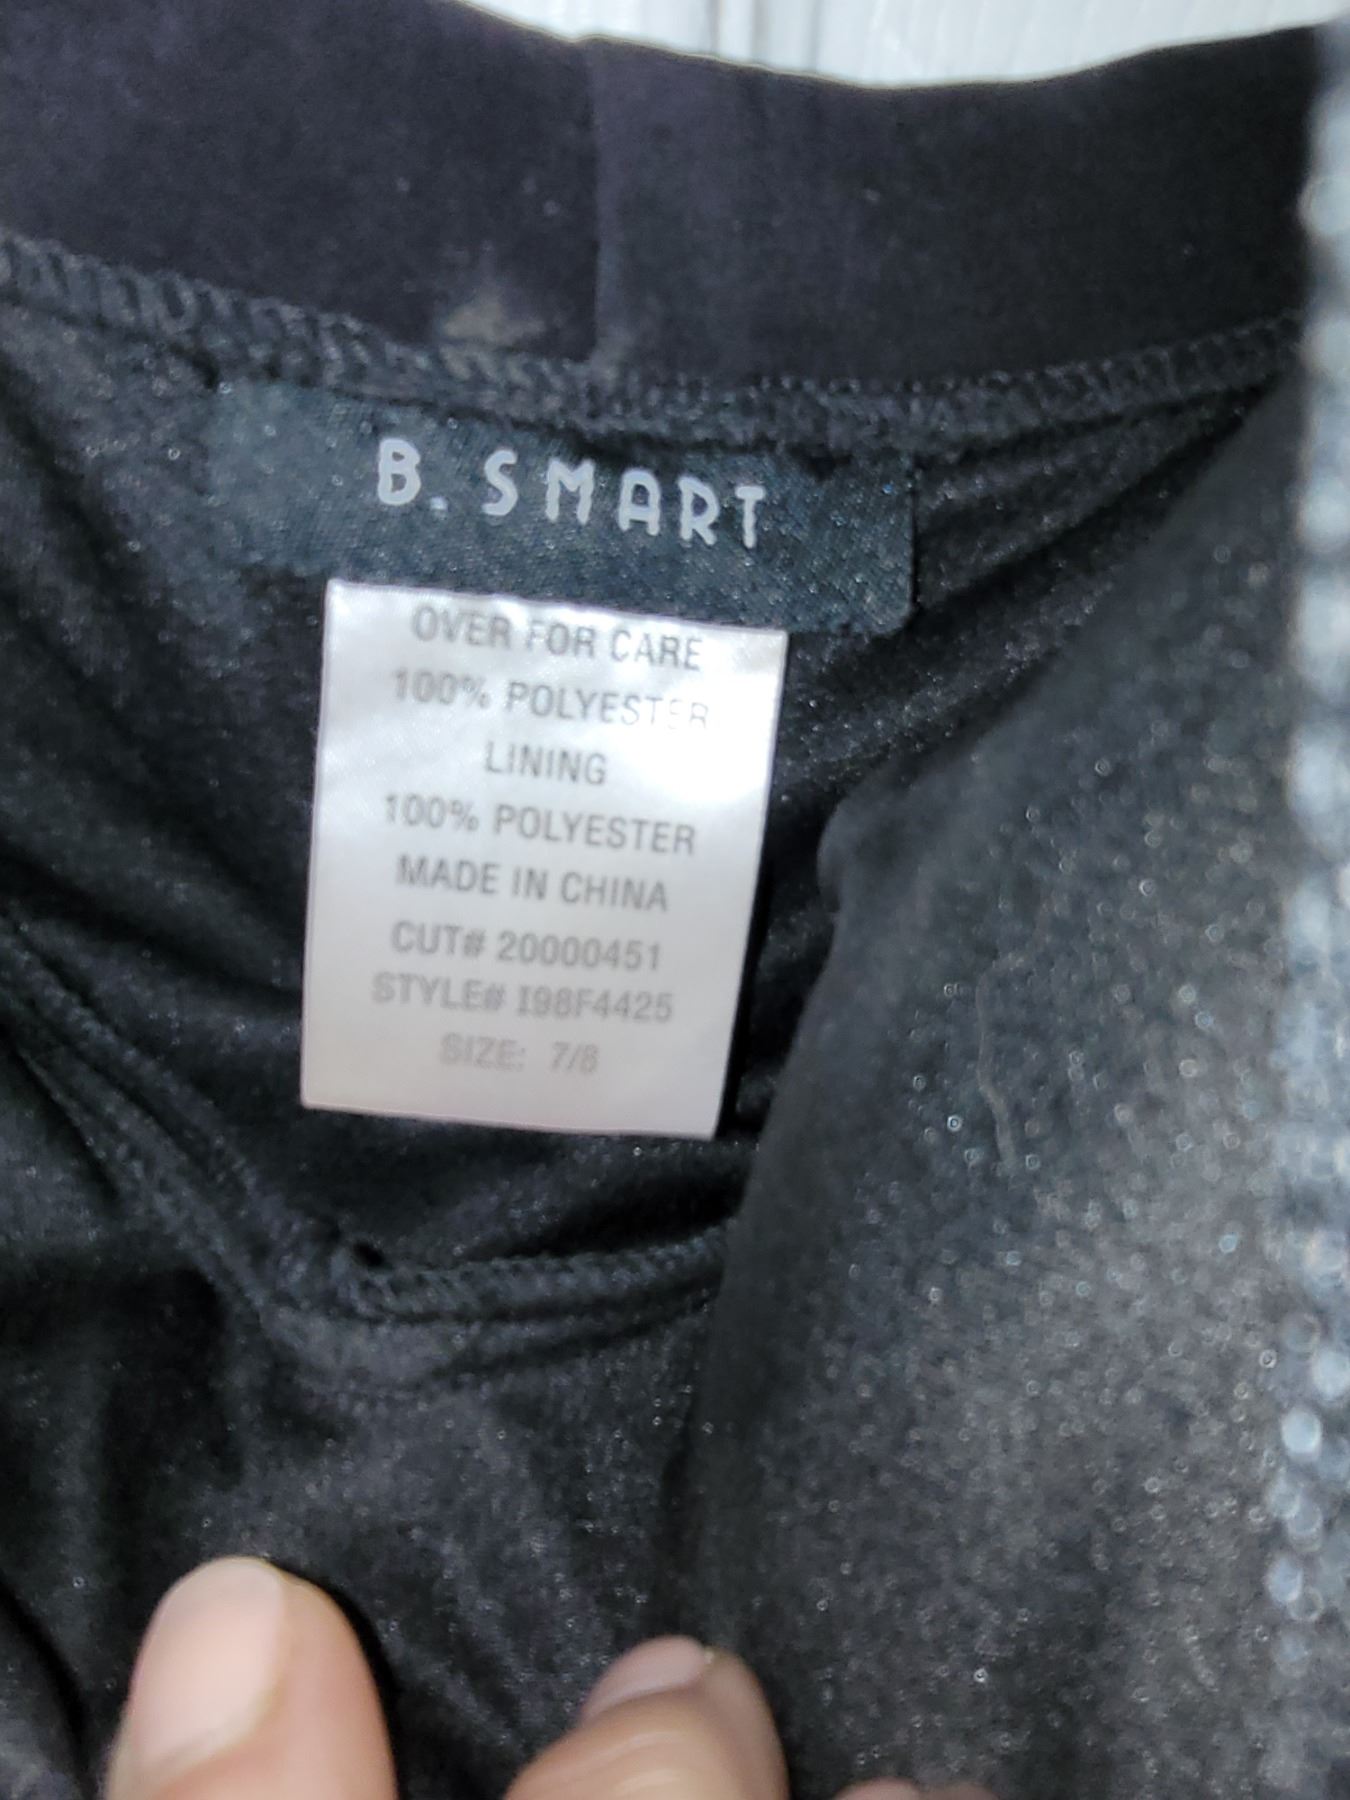 B. SMART
OVER FOR CARE
100% POLYESTER
LINING
100% POLYESTER
MADE IN CHINA
CUT# 20000451
STYLE# I98F4425
SIZE: 7/8